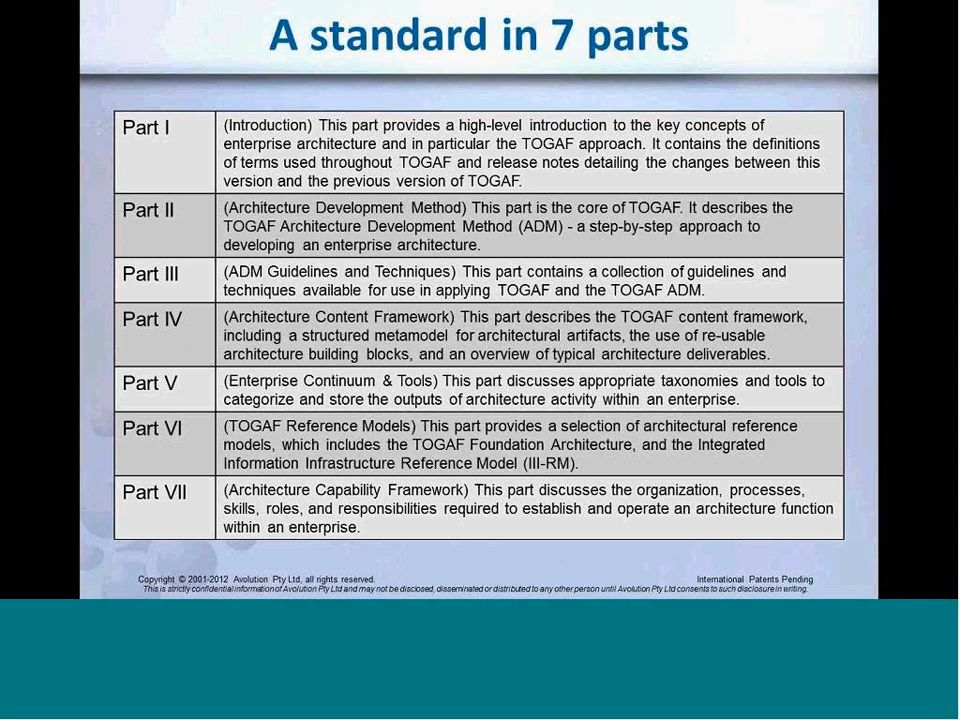 A standard in 7 parts
Part I
(Introduction) This part provides a high-level introduction to the key concepts of
enterprise architecture and in particular the TOGAF approach. It contains the definitions
of terms used throughout TOGAF and release notes detailing the changes between this
version and the previous version of TOGAF.
Part II
(Architecture Development Method) This part is the core of TOGAF. It describes the
TOGAF Architecture Development Method (ADM) - a step-by-step approach to
developing an enterprise architecture.
Part III
(ADM Guidelines and Techniques) This part contains a collection of guidelines and
techniques available for use in applying TOGAF and the TOGAF ADM.
Part IV
(Architecture Content Framework) This part describes the TOGAF content framework,
including a structured metamodel for architectural artifacts, the use of re-usable
architecture building blocks, and an overview of typical architecture deliverables.
Part V
(Enterprise Continuum & Tools) This part discusses appropriate taxonomies and tools to
categorize and store the outputs of architecture activity within an enterprise.
Part VI
(TOGAF Reference Models) This part provides a selection of architectural reference
models, which includes the TOGAF Foundation Architecture, and the Integrated
Information Infrastructure Reference Model (III-RM).
Part VII
(Architecture Capability Framework) This part discusses the organization, processes,
skills, roles, and responsibilities required to establish and operate an architecture function
within an enterprise.
Copyright © 2001-2012 Avolution Pty Ltd, all rights reserved.
International Patents Pending
This is strictly confidential information of Avolution Pty Ltd and may not be disclosed, disseminated or distributed to any other person until Avolution Pty Ltd consents to such disclosure in writing.